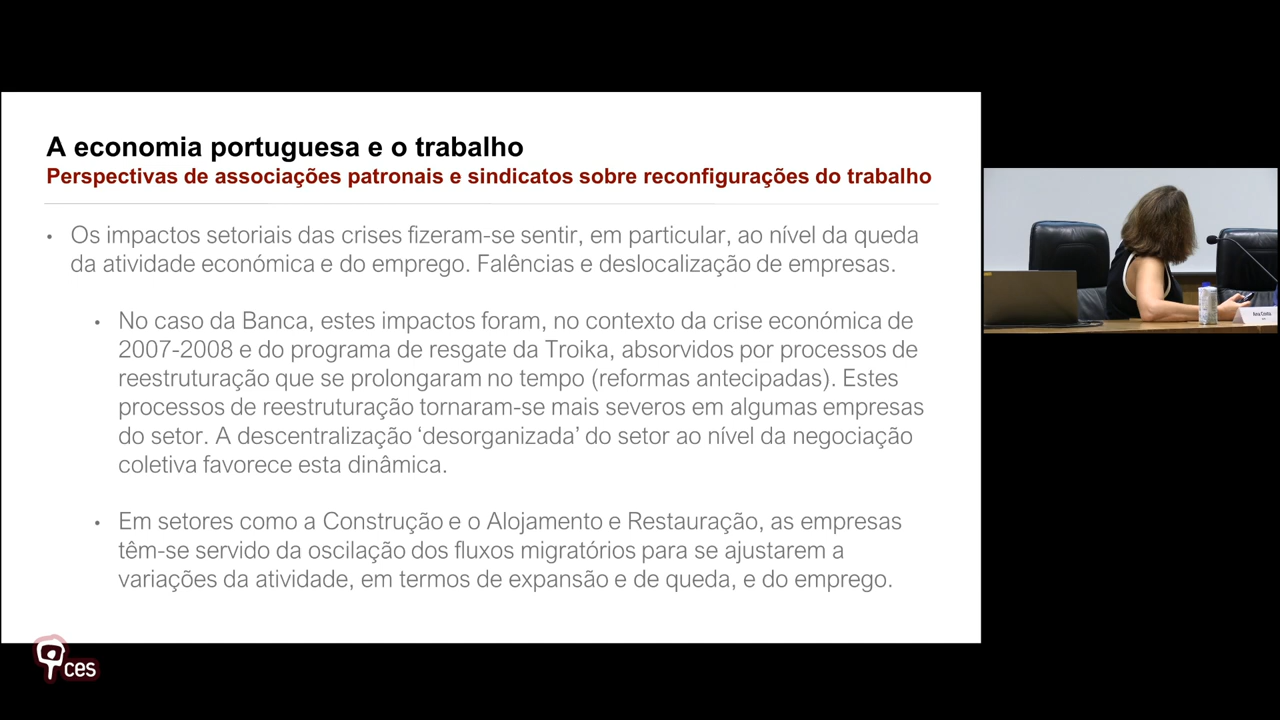 A economia portuguesa e o trabalho
Perspectivas de associações patronais e sindicatos sobre reconfigurações do trabalho
• Os impactos setoriais das crises fizeram-se sentir, em particular, ao nível da queda
da atividade económica e do emprego. Falências e deslocalização de empresas.
• No caso da Banca, estes impactos foram, no contexto da crise económica de
2007-2008 e do programa de resgate da Troika, absorvidos por processos de
reestruturação que se prolongaram no tempo (reformas antecipadas). Estes
processos de reestruturação tornaram-se mais severos em algumas empresas
do setor. A descentralização ‘desorganizada’ do setor ao nível da negociação
coletiva favorece esta dinâmica.
• Em setores como a Construção e o Alojamento e Restauração, as empresas
têm-se servido da oscilação dos fluxos migratórios para se ajustarem a
variações da atividade, em termos de expansão e de queda, e do emprego.
Ana Costa
ces